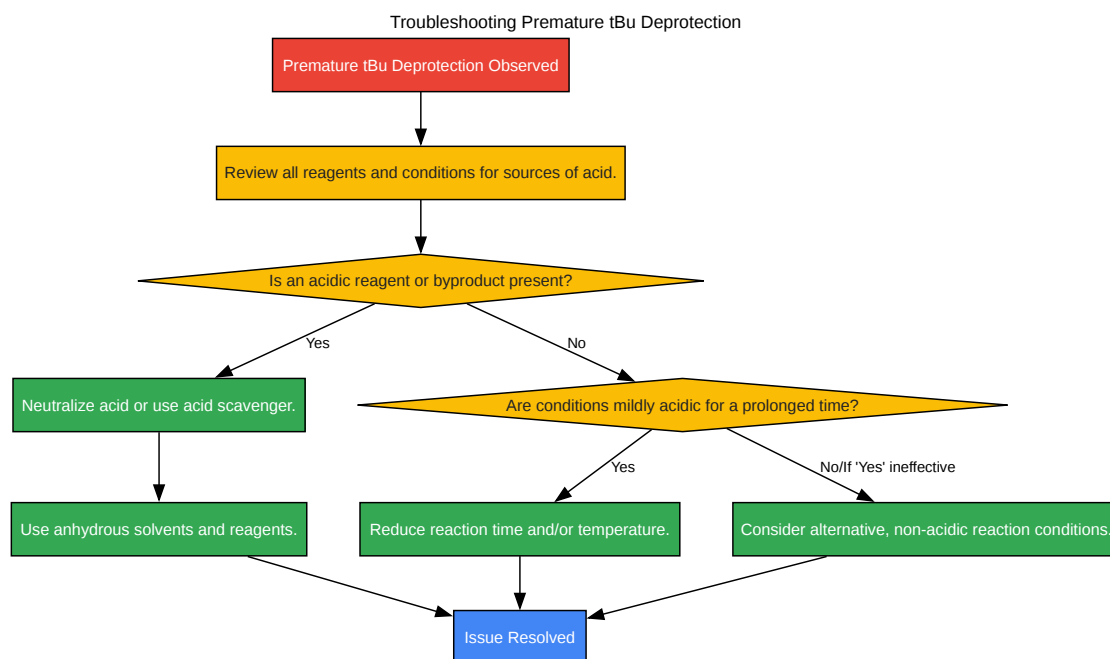 Troubleshooting Premature tBu Deprotection
Premature tBu Deprotection Observed
Review all reagents and conditions for sources of acid.
Is an acidic reagent or byproduct present?
Yes
No
Neutralize acid or use acid scavenger.
Are conditions mildly acidic for a prolonged time?
Yes
No/If 'Yes' ineffective
Use anhydrous solvents and reagents.
Reduce reaction time and/or temperature.
Consider alternative, non-acidic reaction conditions.
Issue Resolved